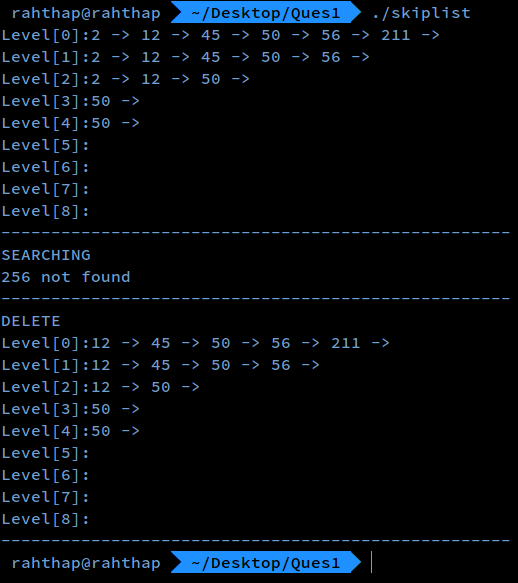 rahthap@rahthap ~/Desktop/Ques1 ./skiplist
Level[0]:2 -> 12 -> 45 -> 50 -> 56 -> 211 ->
Level[1]:2 -> 12 -> 45 -> 50 -> 56 ->
Level[2]:2 -> 12 -> 50 ->
Level[3]:50 ->
Level[4]:50 ->
Level[5]:
Level[6]:
Level[7]:
Level[8]:
---------------------------------------------------
SEARCHING
256 not found
---------------------------------------------------
DELETE
Level[0]:12 -> 45 -> 50 -> 56 -> 211 ->
Level[1]:12 -> 45 -> 50 -> 56 ->
Level[2]:12 -> 50 ->
Level[3]:50 ->
Level[4]:50 ->
Level[5]:
Level[6]:
Level[7]:
Level[8]:
---------------------------------------------------
rahthap@rahthap ~/Desktop/Ques1